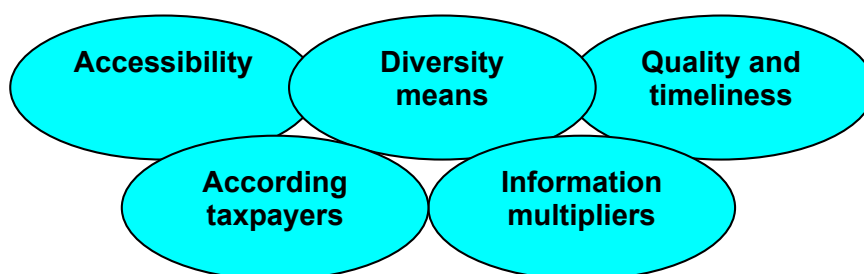 Accessibility
Diversity
means
Quality and
timeliness
According
taxpayers
Information
multipliers